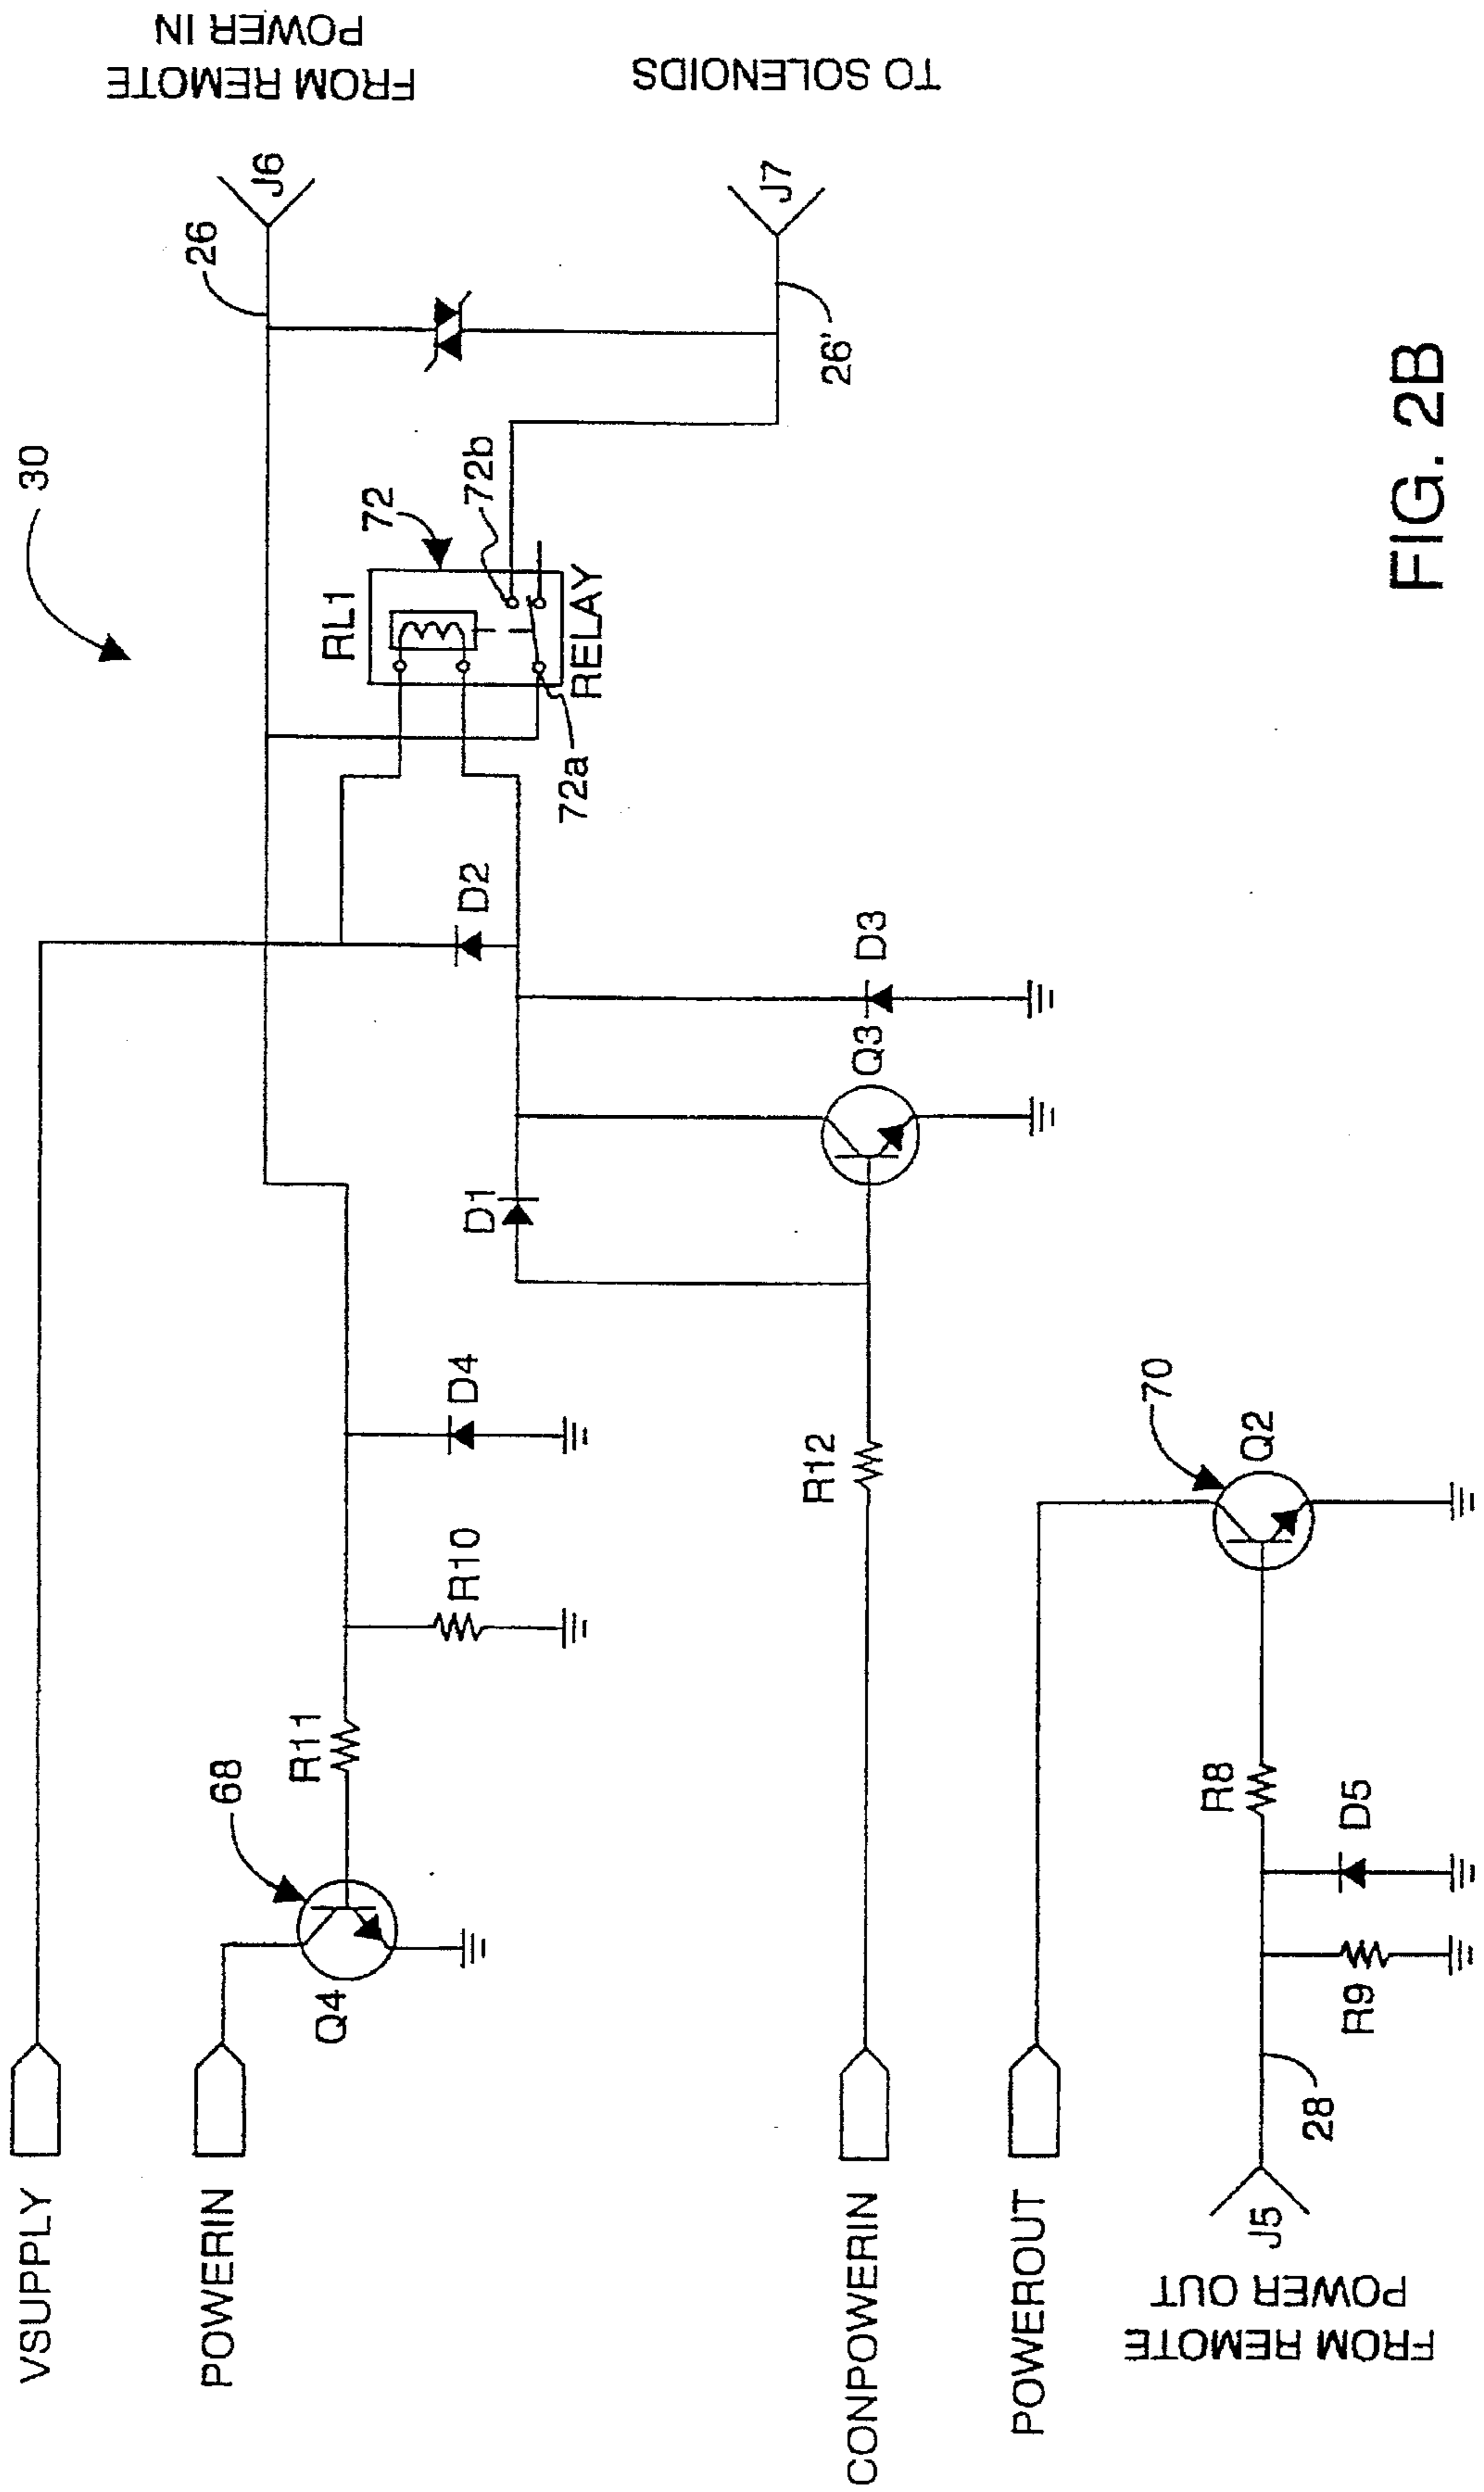 30
VSUPPLY
POWERIN
68
Q4
R11
R10
D4
26
J6
FROM REMOTE
POWER IN
RL1
72
72b
72a
RELAY
D2
D1
Q3
D3
26'
J7
TO SOLENOIDS
CONPOWERIN
R12
POWEROUT
70
Q2
R8
D5
R9
28
J5
FROM REMOTE
POWER OUT
FIG. 2B